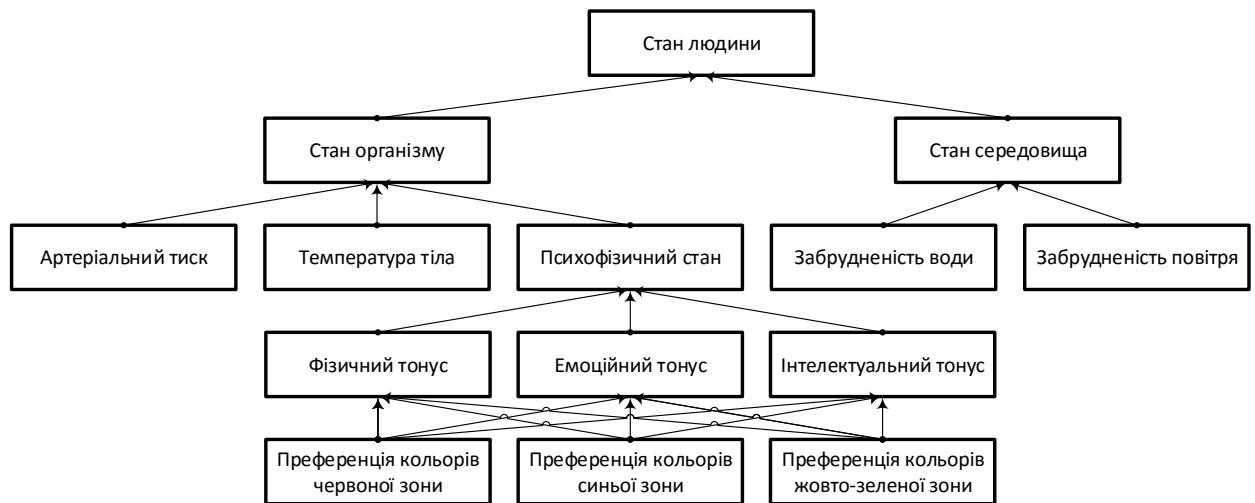 Стан людини
Стан організму
Стан середовища
Артеріальний тиск
Температура тіла
Психофізичний стан
Забрудненість води
Забрудненість повітря
Фізичний тонус
Емоційний тонус
Інтелектуальний тонус
Преференція кольорів
червоної зони
Преференція кольорів
синьої зони
Преференція кольорів
жовто-зеленої зони